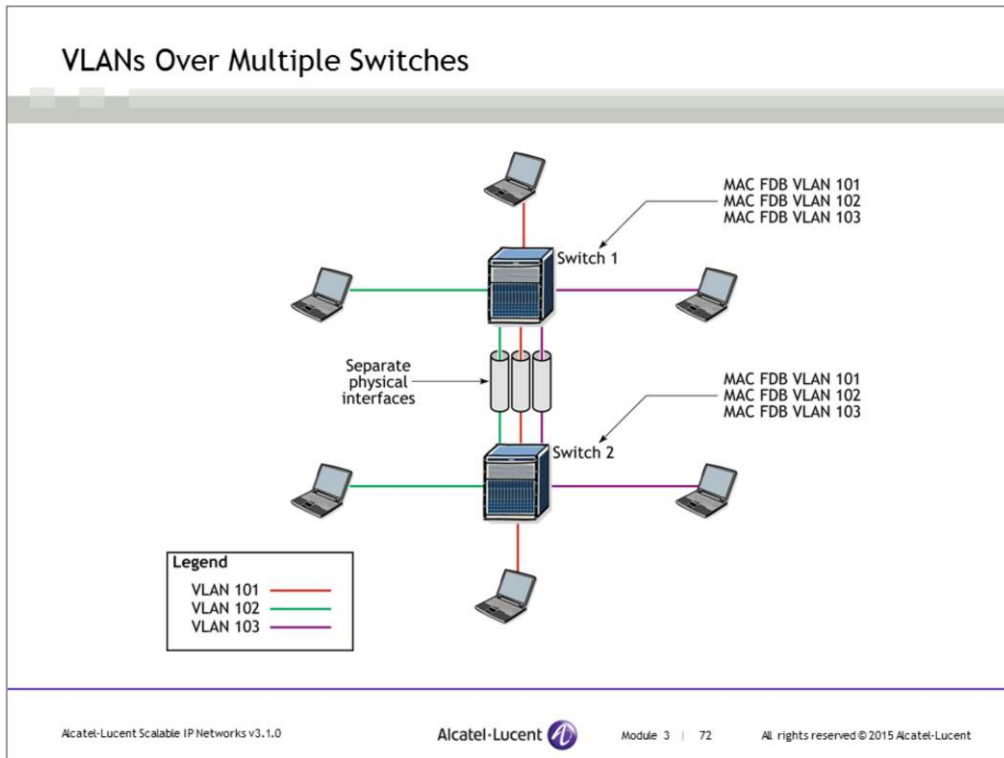 VLANs Over Multiple Switches
MAC FDB VLAN 101
MAC FDB VLAN 102
MAC FDB VLAN 103
Switch 1
Separate
physical
interfaces
MAC FDB VLAN 101
MAC FDB VLAN 102
MAC FDB VLAN 103
Switch 2
Legend
VLAN 101
VLAN 102
VLAN 103
Alcatel-Lucent Scalable IP Networks v3.1.0
Alcatel·Lucent
Module 3 | 72
All rights reserved © 2015 Alcatel-Lucent